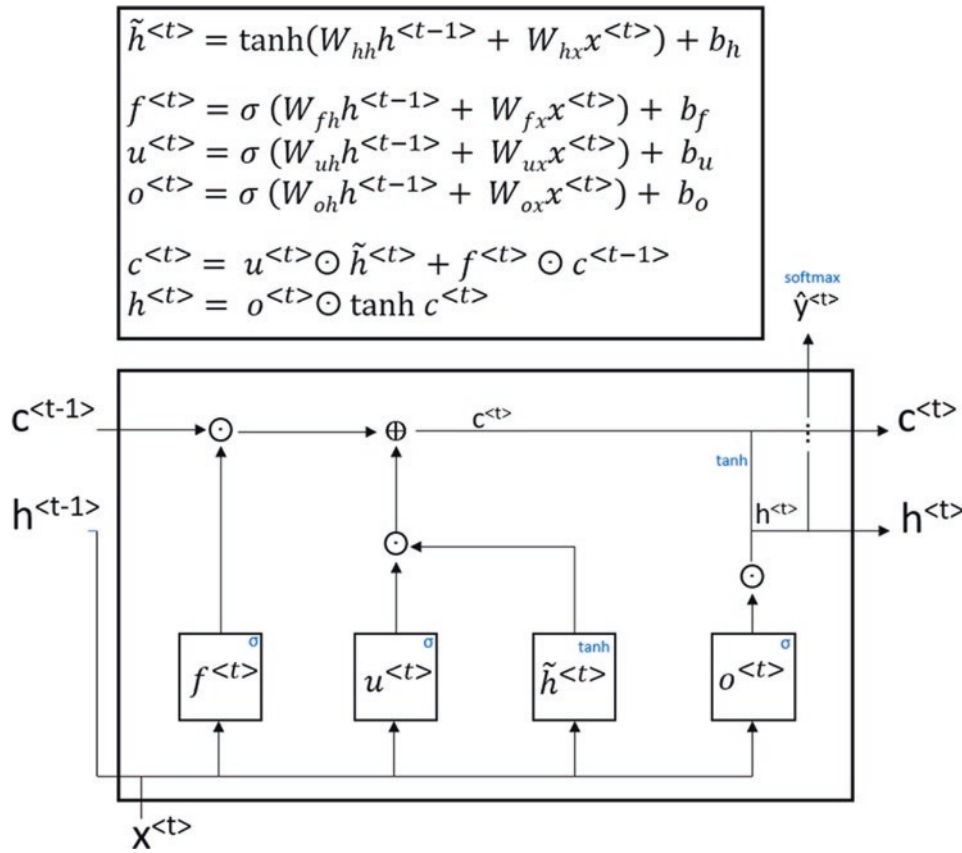 h̃<t> = tanh(W_hh h<t-1> + W_hx x<t>) + b_h
f<t> = σ (W_fh h<t-1> + W_fx x<t>) + b_f
u<t> = σ (W_uh h<t-1> + W_ux x<t>) + b_u
o<t> = σ (W_oh h<t-1> + W_ox x<t>) + b_o
c<t> = u<t> ⊙ h̃<t> + f<t> ⊙ c<t-1>
h<t> = o<t> ⊙ tanh c<t>
softmax
ŷ<t>
c<t-1>
⊙
⊕
c<t>
c<t>
tanh
h<t-1>
h<t>
h<t>
⊙
⊙
f<t> σ
u<t> σ
h̃<t> tanh
o<t> σ
x<t>